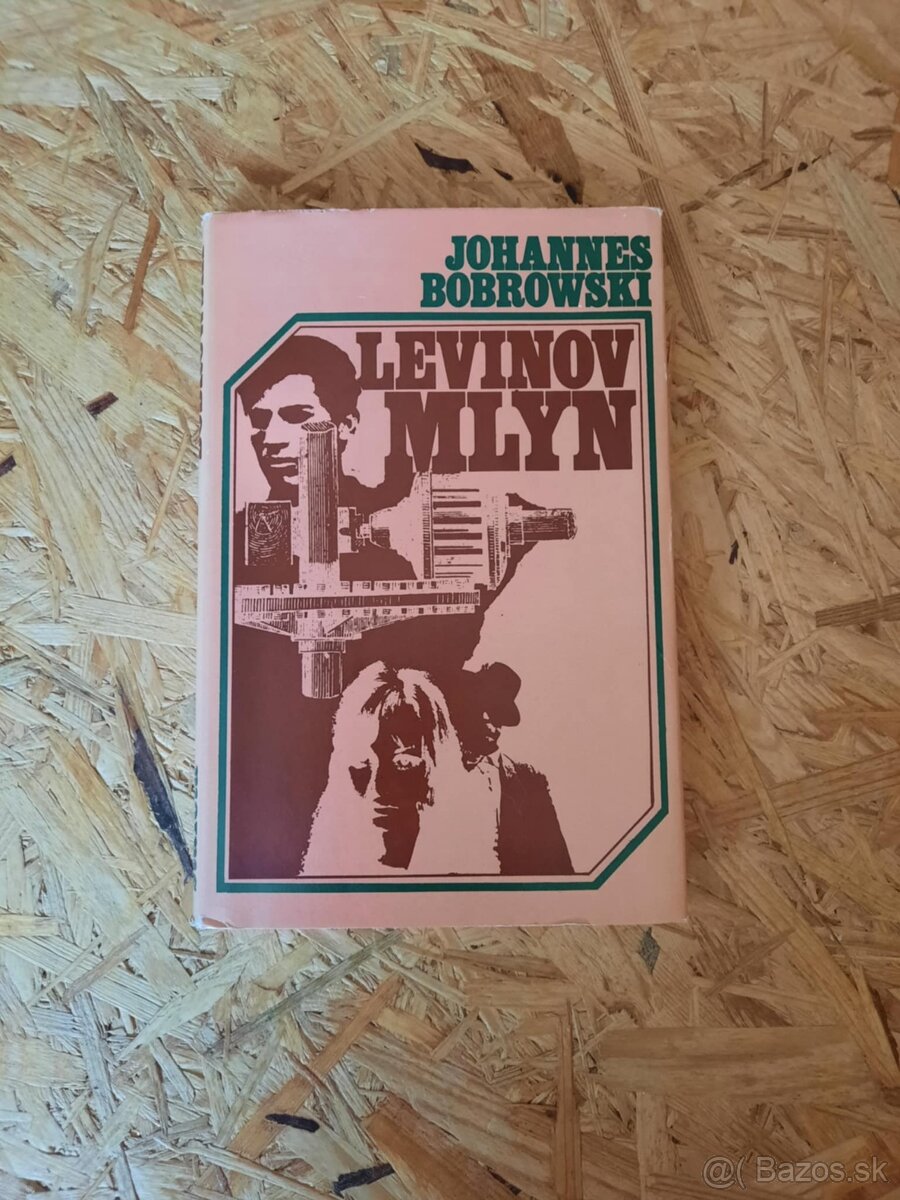 JOHANNES
BOBROWSKI
LEVINOV
MLYN
@( Bazos.sk